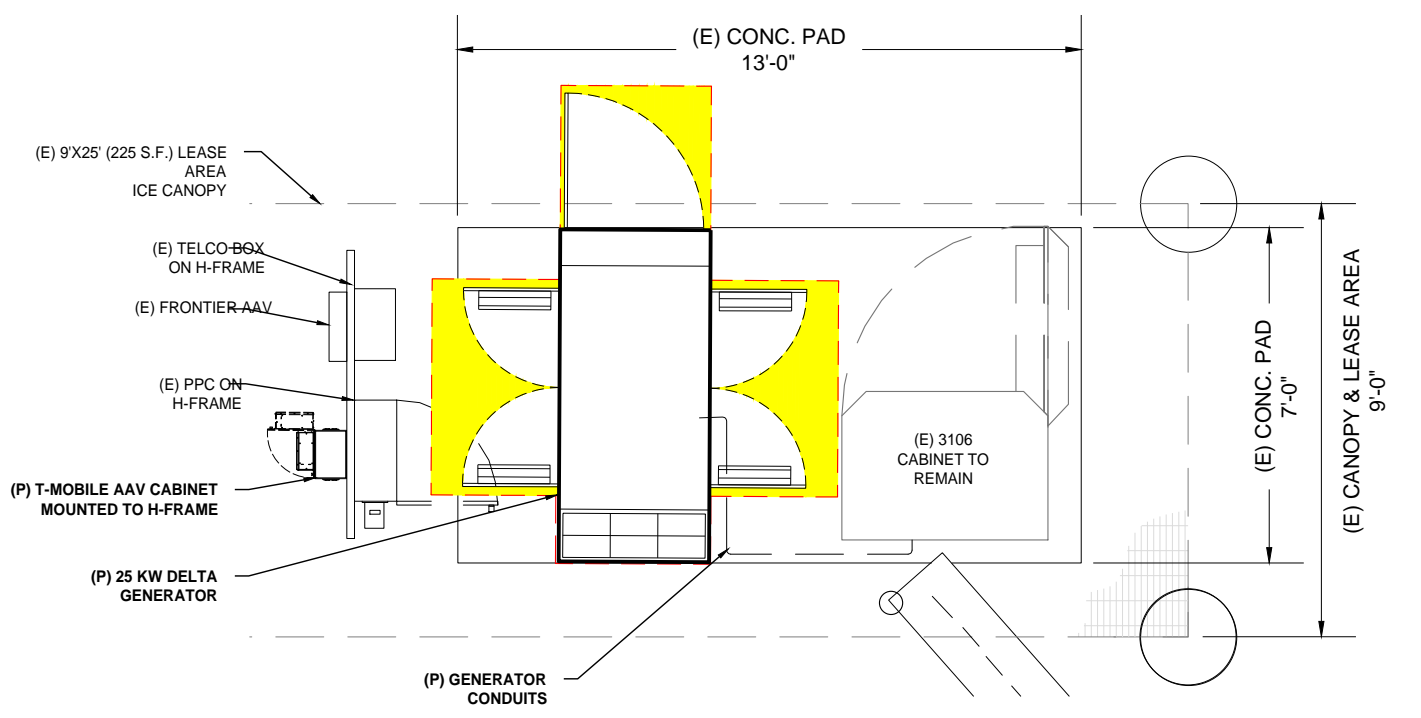 (E) CONC. PAD
13'-0"
(E) 9'X25' (225 S.F.) LEASE
AREA
ICE CANOPY
(E) TELCO BOX
ON H-FRAME
(E) FRONTIER AAV
(E) PPC ON
H-FRAME
(P) T-MOBILE AAV CABINET
MOUNTED TO H-FRAME
(P) 25 KW DELTA
GENERATOR
(P) GENERATOR
CONDUITS
(E) 3106
CABINET TO
REMAIN
(E) CONC. PAD
7'-0"
(E) CANOPY & LEASE AREA
9'-0"